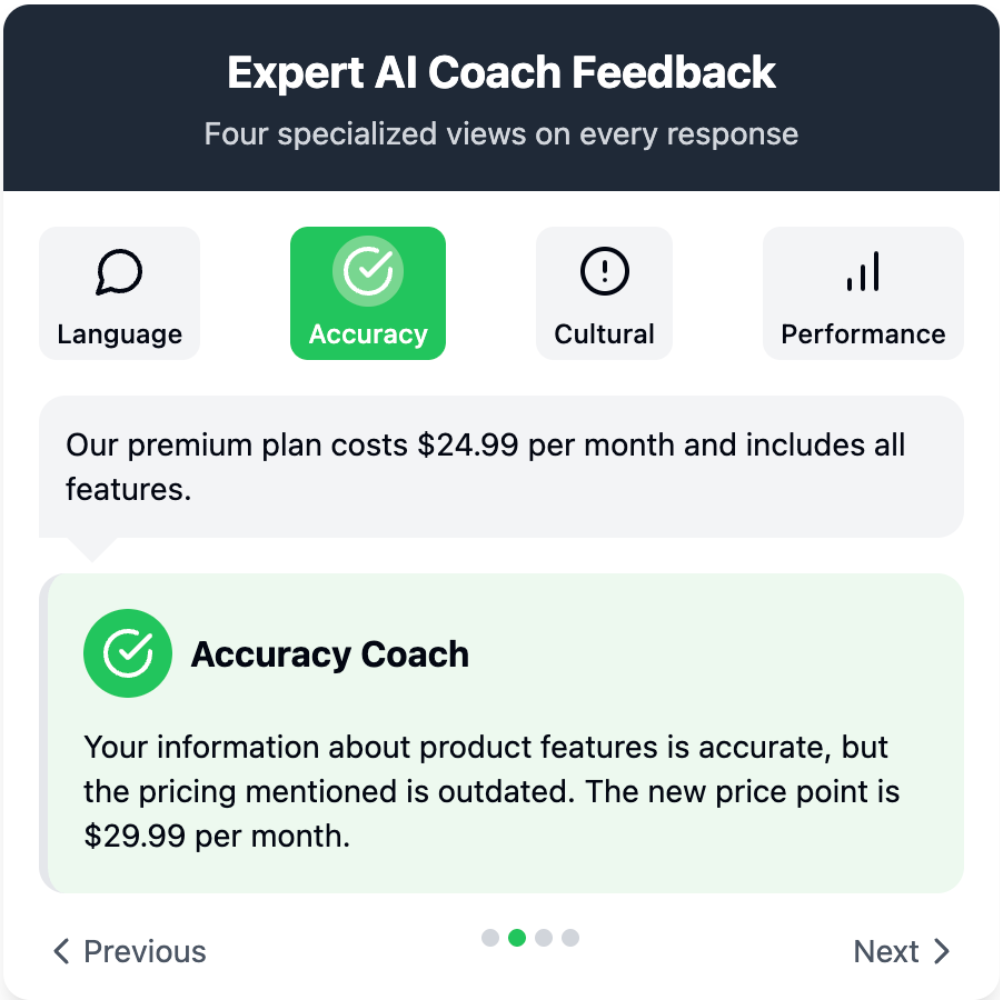 Expert AI Coach Feedback
Four specialized views on every response
Language
Accuracy
Cultural
Performance
Our premium plan costs $24.99 per month and includes all
features.
Accuracy Coach
Your information about product features is accurate, but
the pricing mentioned is outdated. The new price point is
$29.99 per month.
Previous
Next